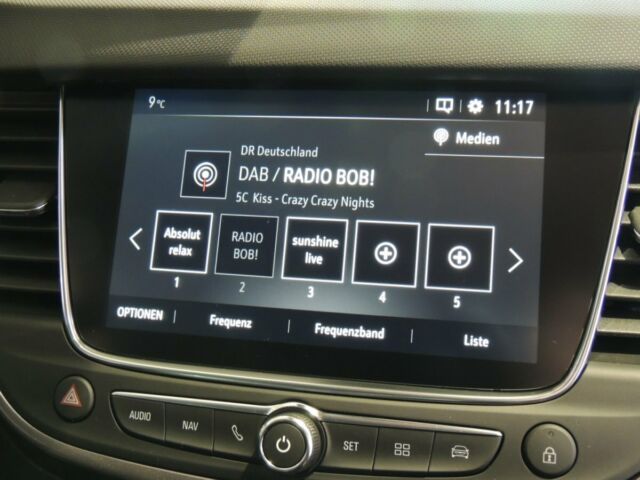 9°C 11:17
Medien
DR Deutschland
DAB / RADIO BOB!
5C Kiss - Crazy Crazy Nights
Absolut
relax
RADIO
BOB!
sunshine
live
1 2 3 4 5
OPTIONEN Frequenz Frequenzband Liste
AUDIO NAV SET